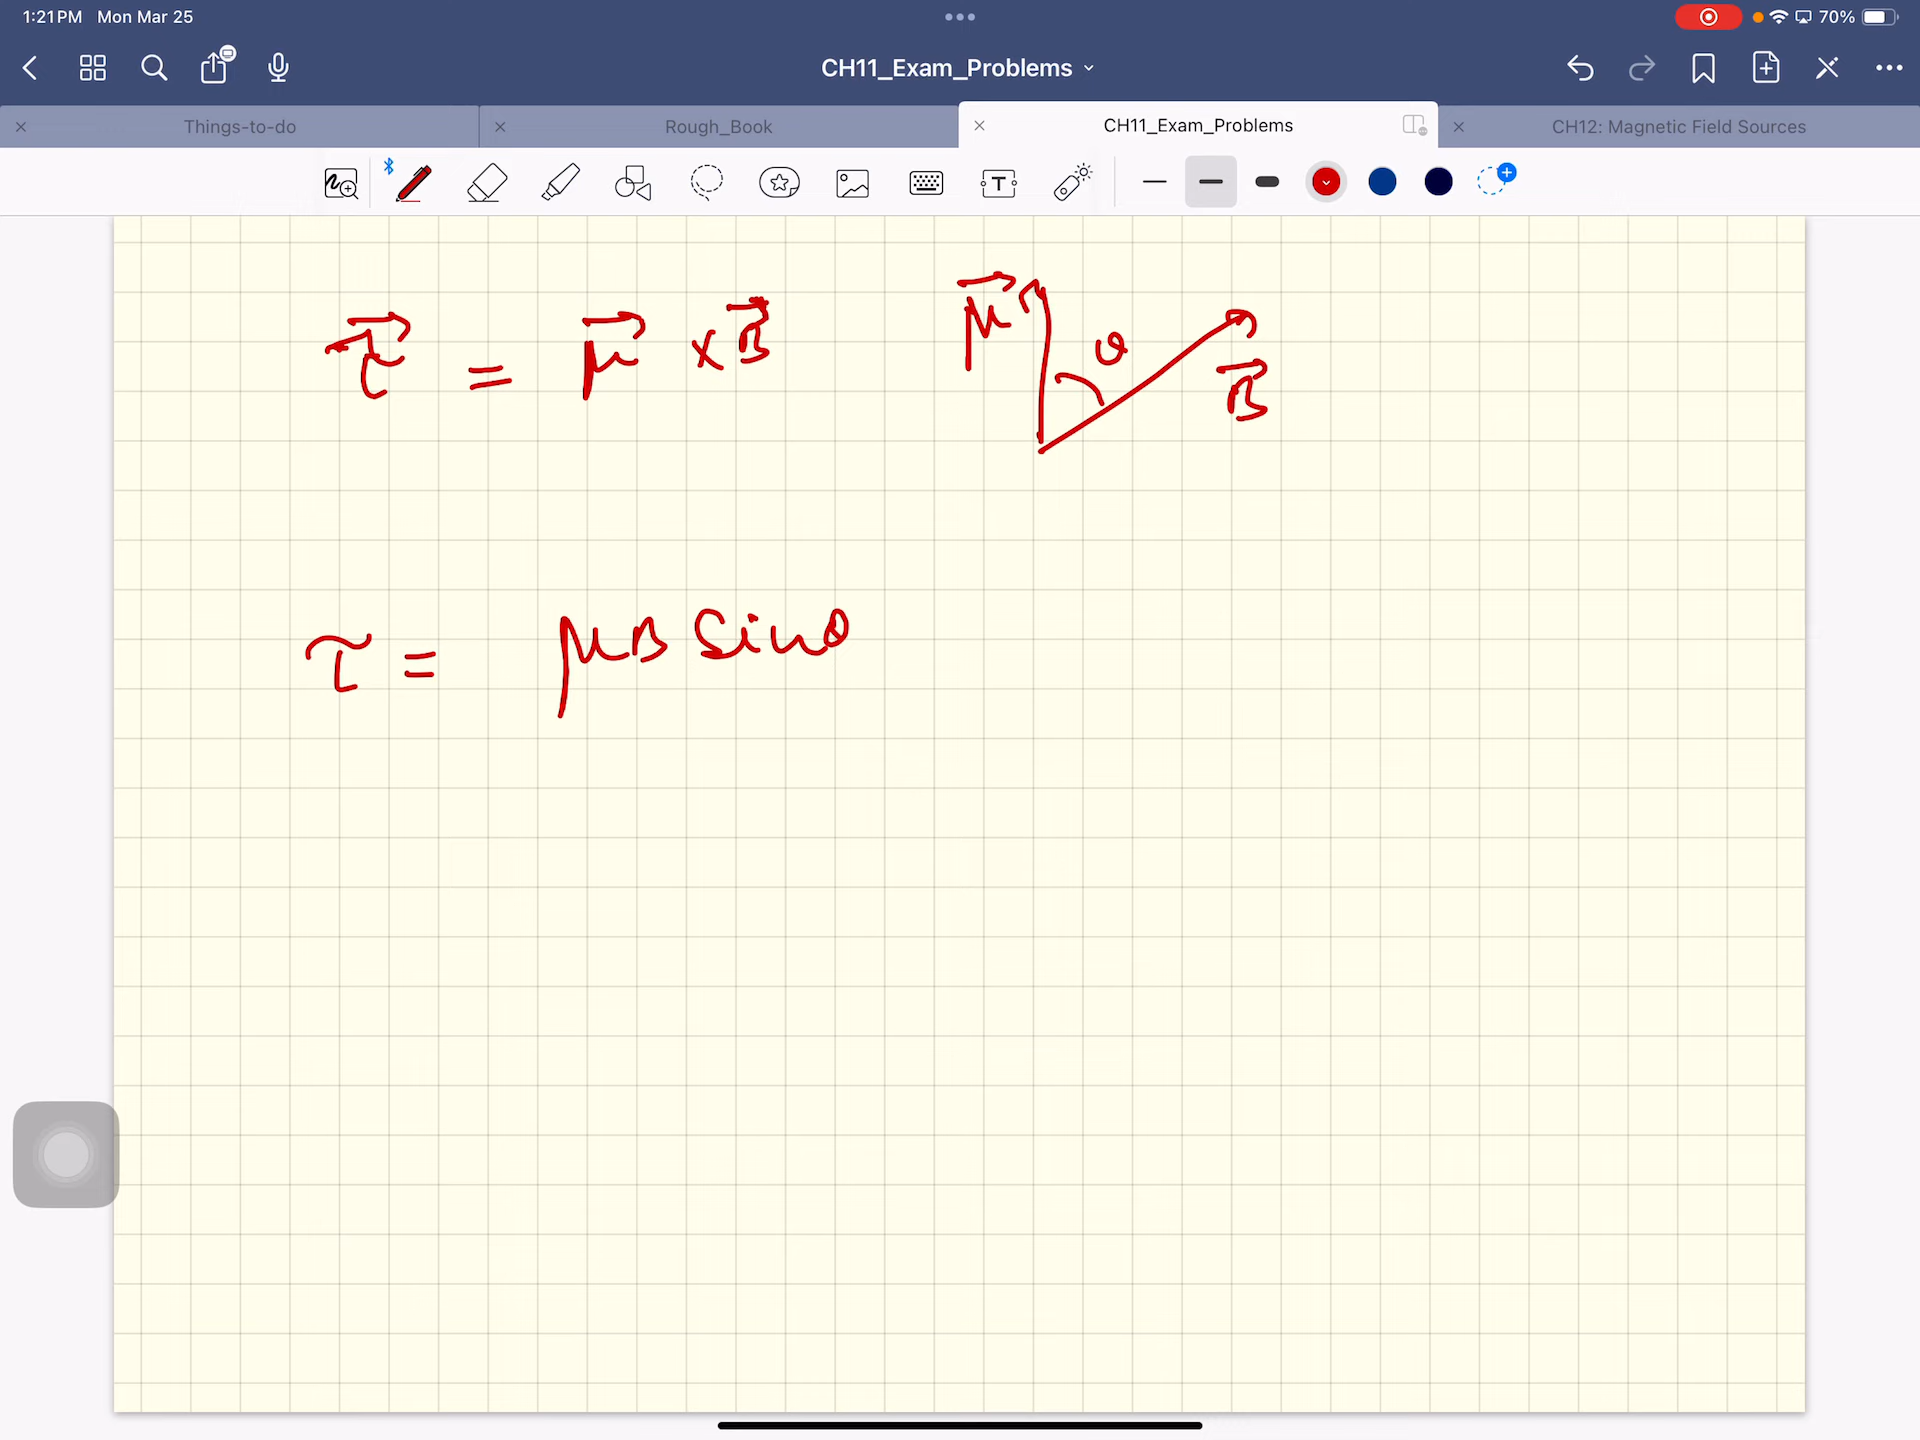 1:21 PM Mon Mar 25
70%
CH11_Exam_Problems
Things-to-do
Rough_Book
CH11_Exam_Problems
CH12: Magnetic Field Sources
T
τ⃗ = μ⃗ × B⃗
μ⃗ θ B⃗
τ = μB Sinθ